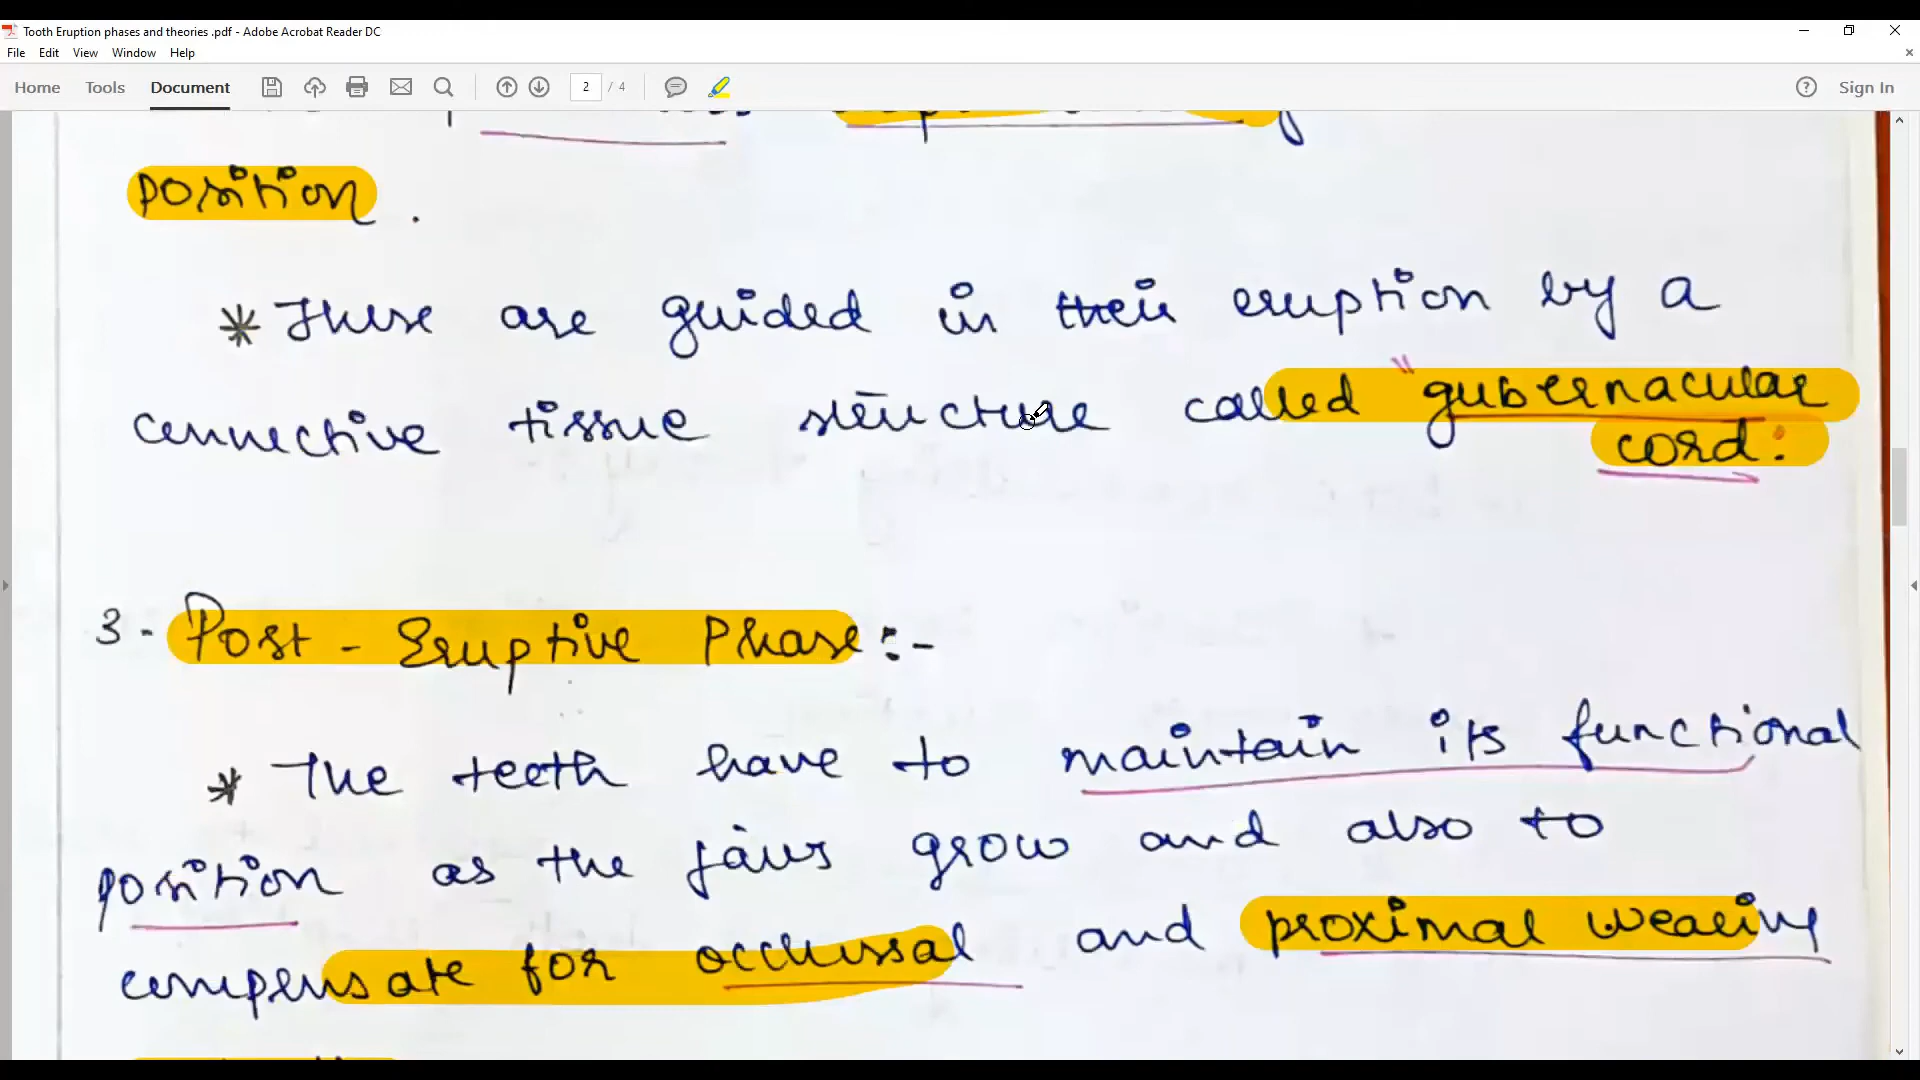 Tooth Eruption phases and theories .pdf - Adobe Acrobat Reader DC
File Edit View Window Help
Home Tools Document 2 / 4 Sign In
position .
* These are guided in their eruption by a
connective tissue structure called "gubernacular
cord.
3 - Post - Eruptive Phase :-
* The teeth have to maintain its functional
position as the jaws grow and also to
compensate for occlussal and proximal wearing